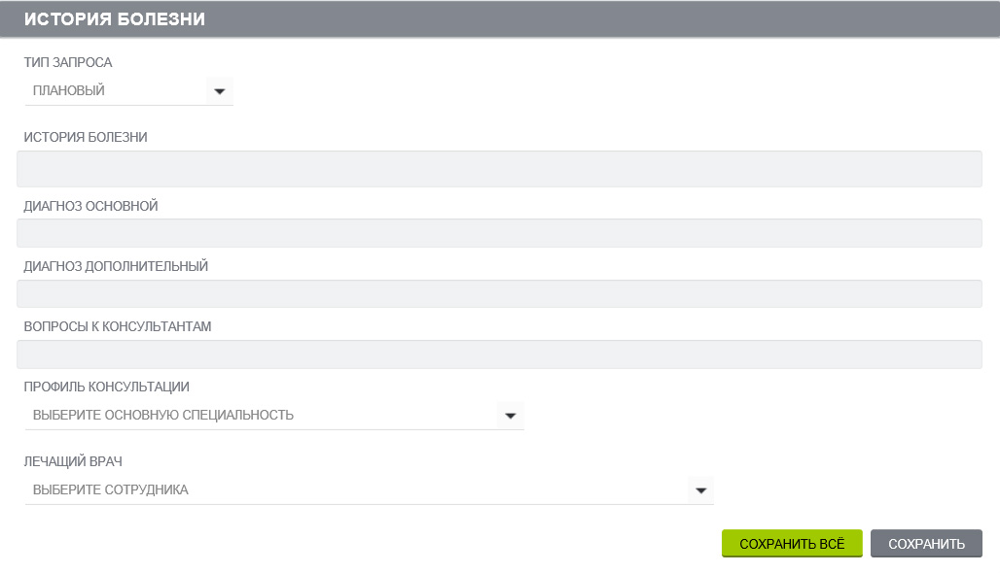 ИСТОРИЯ БОЛЕЗНИ
ТИП ЗАПРОСА
ПЛАНОВЫЙ
ИСТОРИЯ БОЛЕЗНИ
ДИАГНОЗ ОСНОВНОЙ
ДИАГНОЗ ДОПОЛНИТЕЛЬНЫЙ
ВОПРОСЫ К КОНСУЛЬТАНТАМ
ПРОФИЛЬ КОНСУЛЬТАЦИИ
ВЫБЕРИТЕ ОСНОВНУЮ СПЕЦИАЛЬНОСТЬ
ЛЕЧАЩИЙ ВРАЧ
ВЫБЕРИТЕ СОТРУДНИКА
СОХРАНИТЬ ВСЁ СОХРАНИТЬ